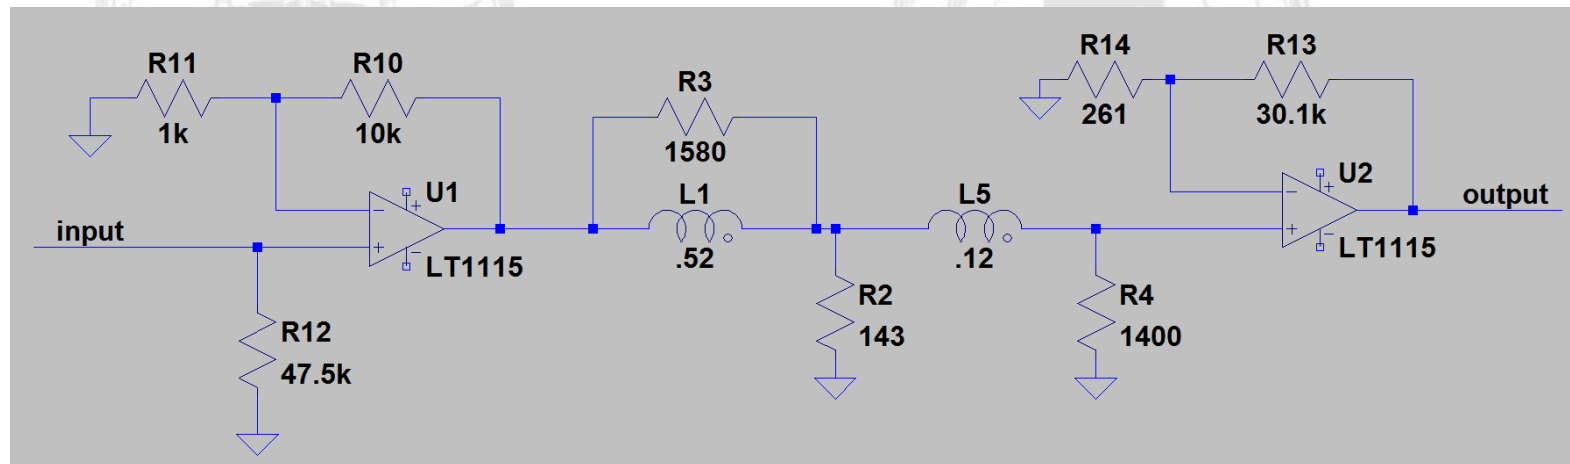 R11
1k
R10
10k
R3
1580
R14
261
R13
30.1k
U1
+
−
+
−
LT1115
input
R12
47.5k
L1
.52
L5
.12
R2
143
R4
1400
U2
+
−
+
−
LT1115
output